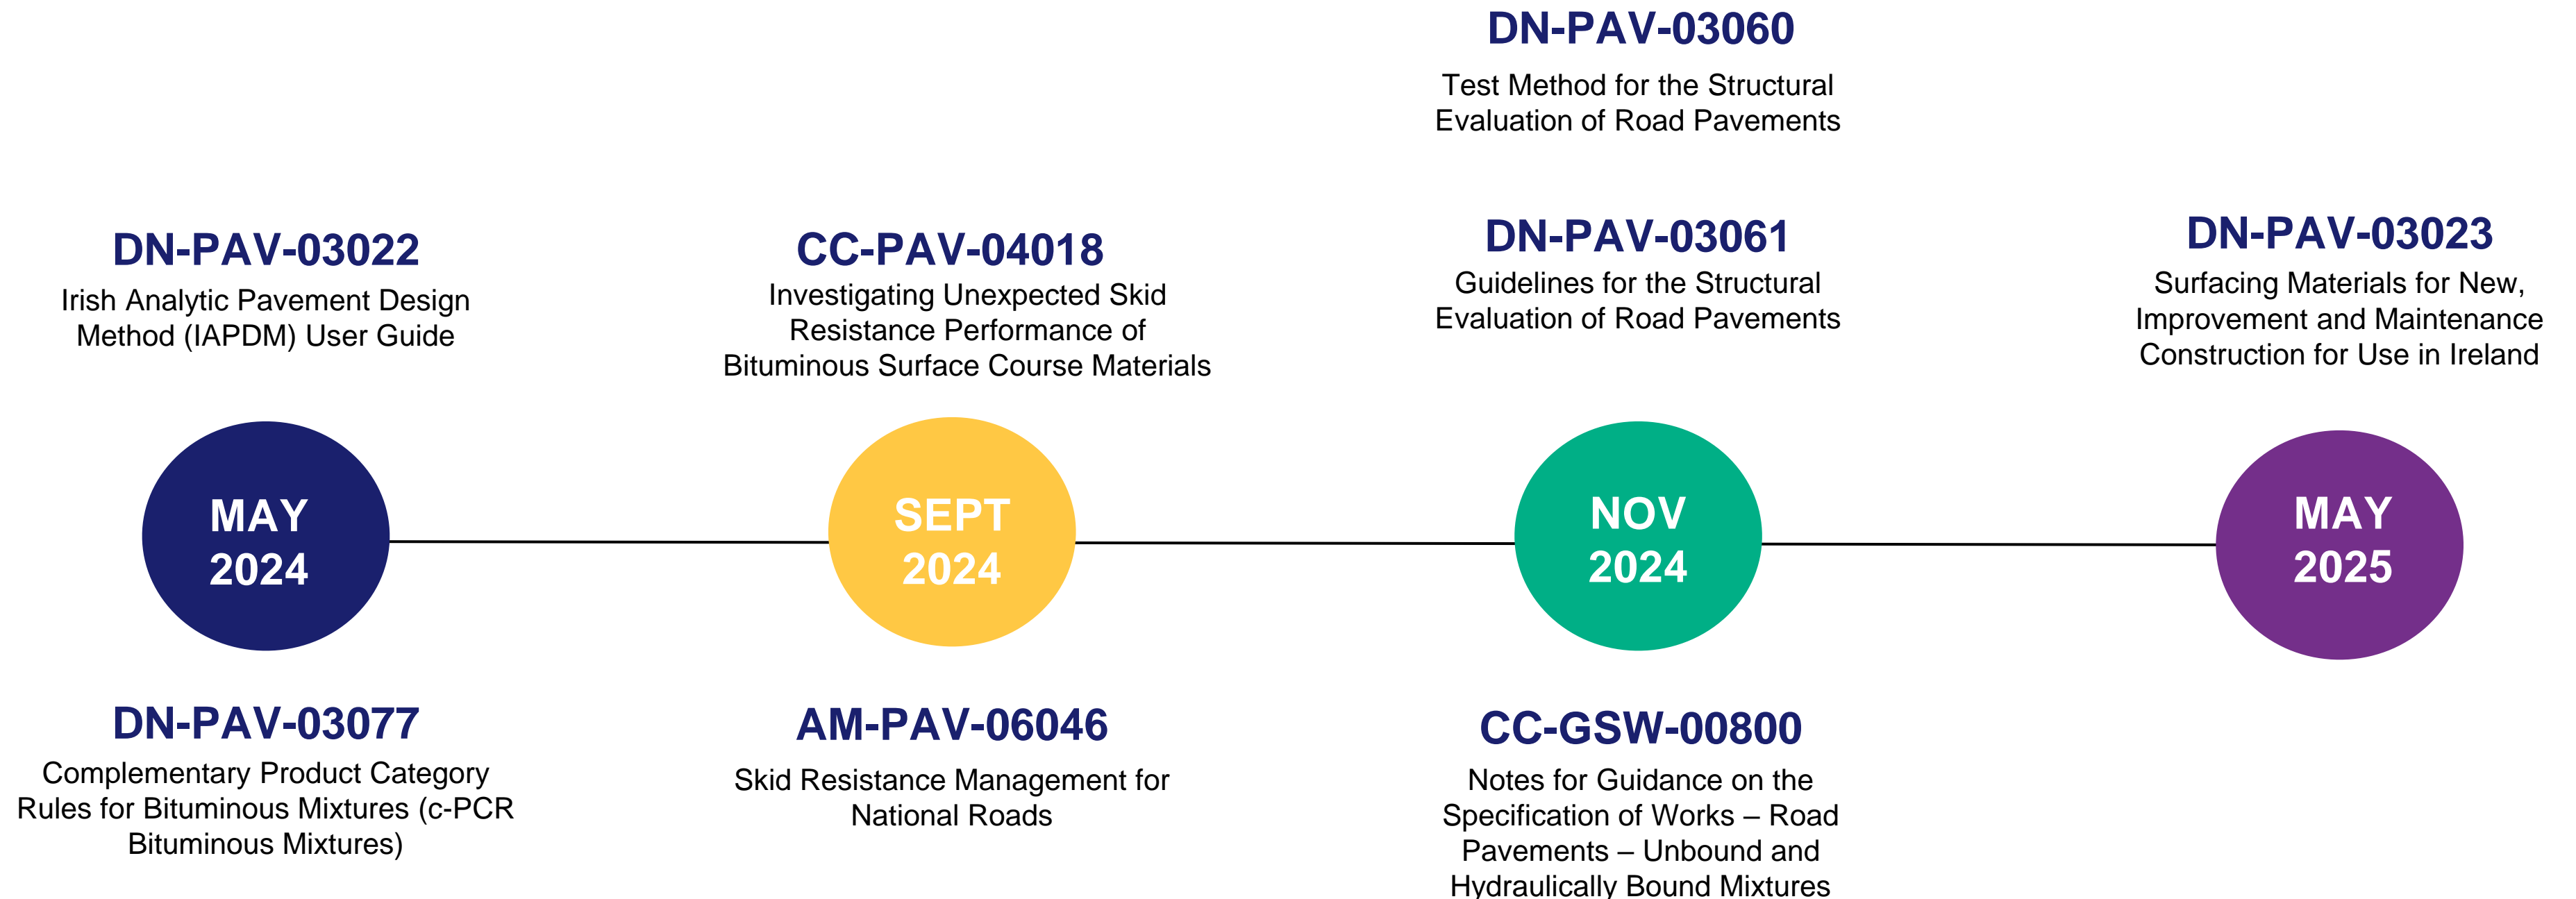 DN-PAV-03022
Irish Analytic Pavement Design
Method (IAPDM) User Guide
MAY
2024
DN-PAV-03077
Complementary Product Category
Rules for Bituminous Mixtures (c-PCR
Bituminous Mixtures)
CC-PAV-04018
Investigating Unexpected Skid
Resistance Performance of
Bituminous Surface Course Materials
SEPT
2024
AM-PAV-06046
Skid Resistance Management for
National Roads
DN-PAV-03060
Test Method for the Structural
Evaluation of Road Pavements
DN-PAV-03061
Guidelines for the Structural
Evaluation of Road Pavements
NOV
2024
CC-GSW-00800
Notes for Guidance on the
Specification of Works – Road
Pavements – Unbound and
Hydraulically Bound Mixtures
DN-PAV-03023
Surfacing Materials for New,
Improvement and Maintenance
Construction for Use in Ireland
MAY
2025